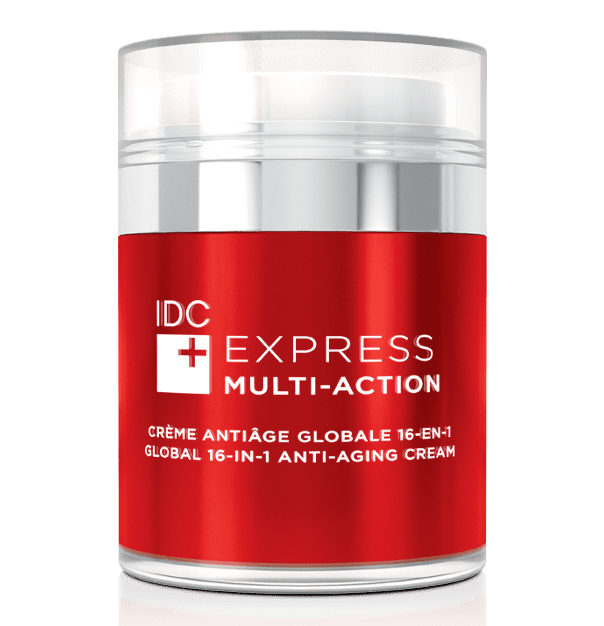 IDC
+
EXPRESS
MULTI-ACTION
CRÈME ANTIÂGE GLOBALE 16-EN-1
GLOBAL 16-IN-1 ANTI-AGING CREAM